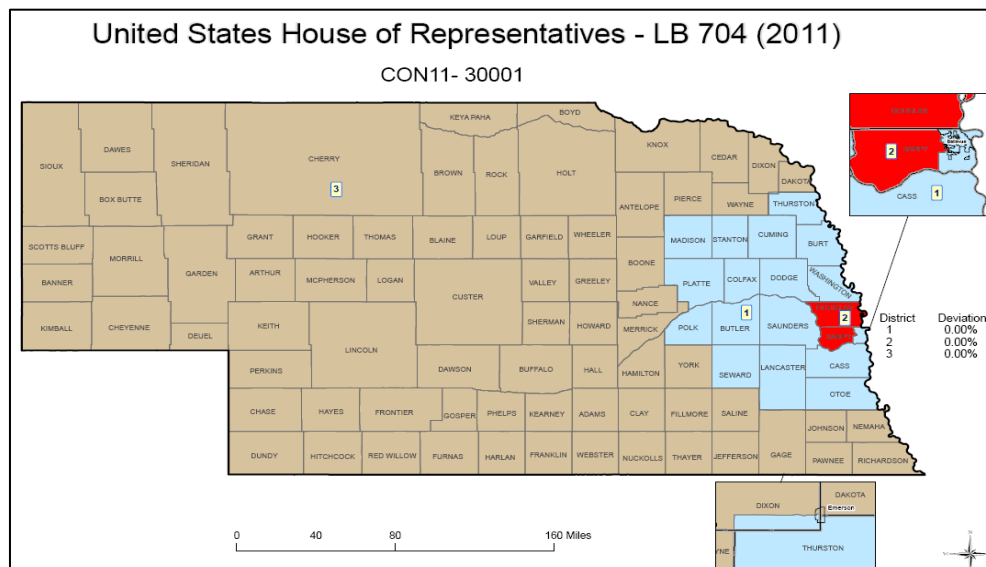 United States House of Representatives - LB 704 (2011)
CON11- 30001
KEYA PAHA BOYD
KNOX
SIOUX DAWES SHERIDAN CHERRY BROWN ROCK HOLT CEDAR DIXON DAKOTA
3
BOX BUTTE ANTELOPE PIERCE WAYNE THURSTON
SCOTTS BLUFF MORRILL GARDEN GRANT HOOKER THOMAS BLAINE LOUP GARFIELD WHEELER MADISON STANTON CUMING BURT
BANNER ARTHUR MCPHERSON LOGAN CUSTER VALLEY GREELEY BOONE PLATTE COLFAX DODGE WASHINGTON
KIMBALL CHEYENNE DEUEL KEITH LINCOLN SHERMAN HOWARD NANCE MERRICK POLK BUTLER SAUNDERS
1
2
PERKINS DAWSON BUFFALO HALL HAMILTON YORK SEWARD LANCASTER CASS
OTOE
CHASE HAYES FRONTIER GOSPER PHELPS KEARNEY ADAMS CLAY FILLMORE SALINE JOHNSON NEMAHA
DUNDY HITCHCOCK RED WILLOW FURNAS HARLAN FRANKLIN WEBSTER NUCKOLLS THAYER JEFFERSON GAGE PAWNEE RICHARDSON
2
Bellevue
CASS 1
District Deviation
1 0.00%
2 0.00%
3 0.00%
DIXON DAKOTA
Emerson
YNE
THURSTON
0 40 80 160 Miles